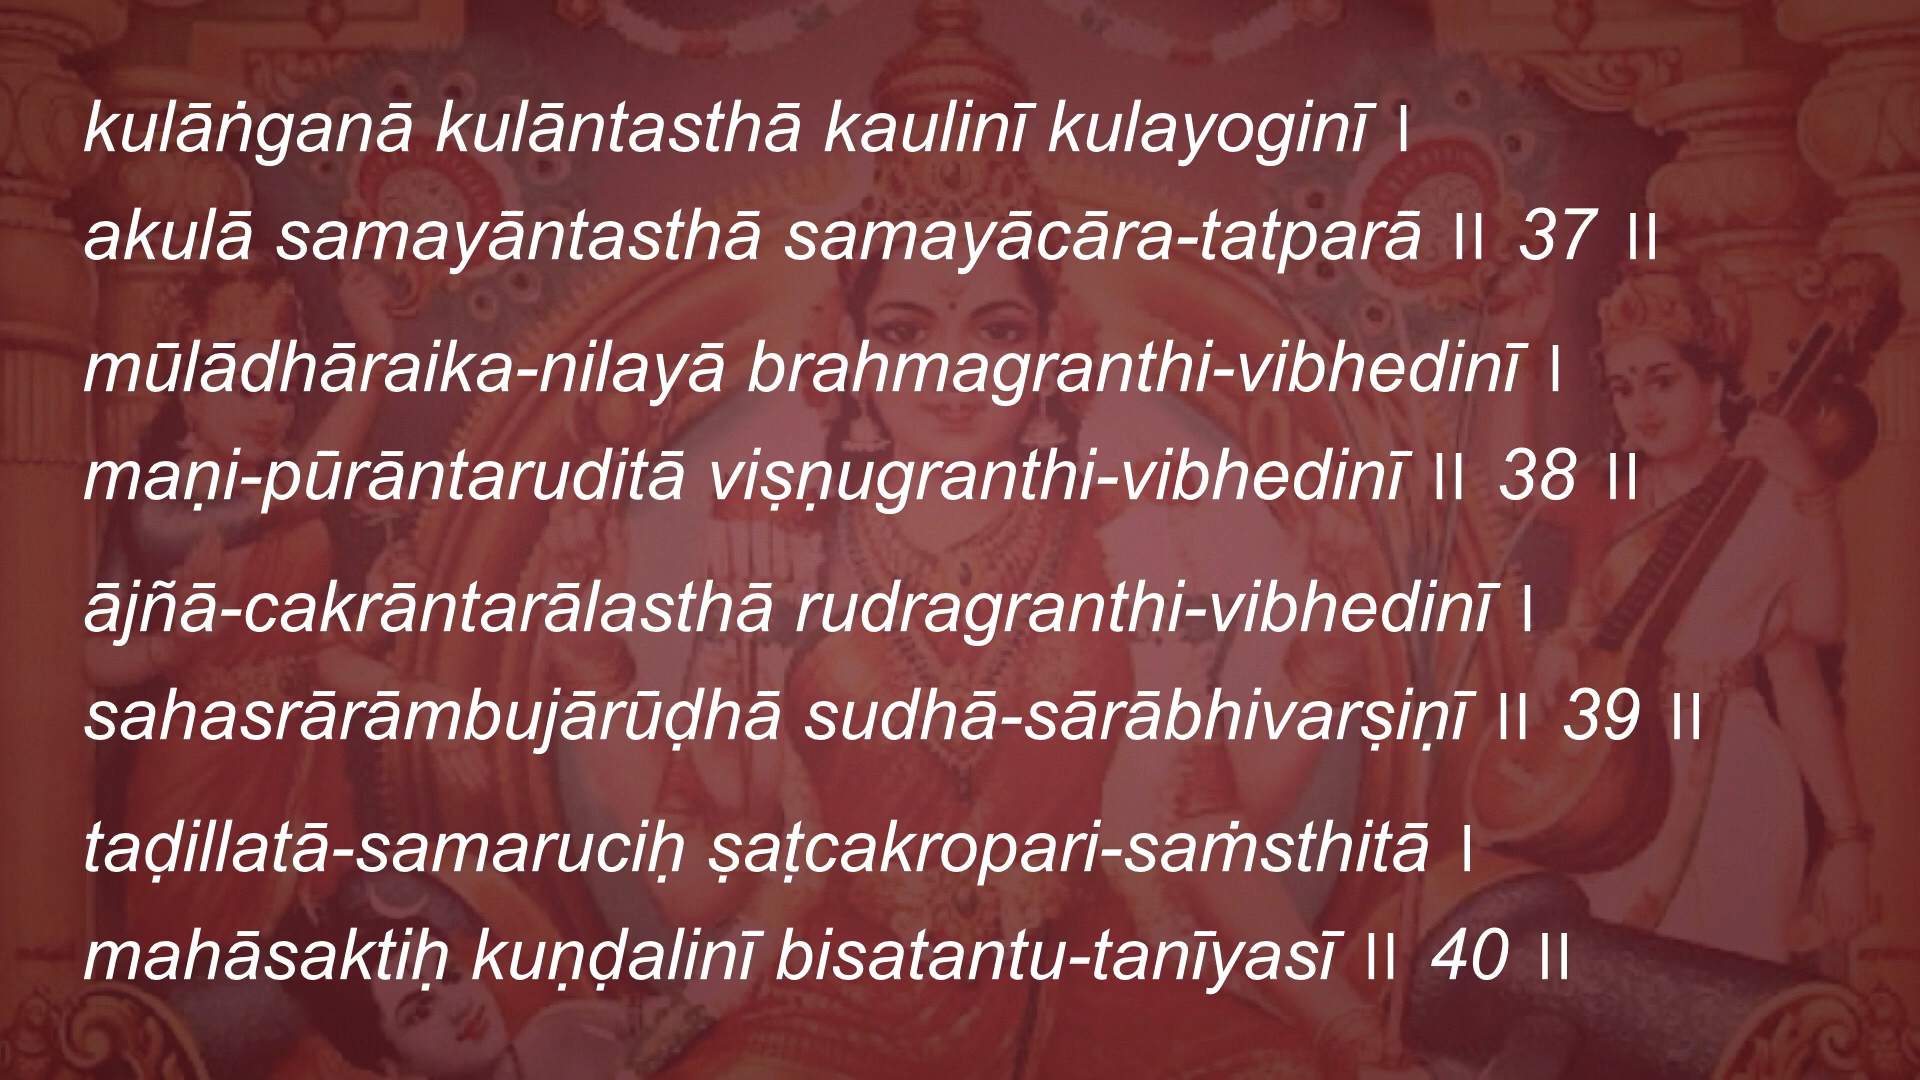 kulāṅganā kulāntasthā kaulinī kulayoginī ।
akulā samayāntasthā samayācāra-tatparā ॥ 37 ॥
mūlādhāraika-nilayā brahmagranthi-vibhedinī ।
maṇi-pūrāntaruditā viṣṇugranthi-vibhedinī ॥ 38 ॥
ājñā-cakrāntarālasthā rudragranthi-vibhedinī ।
sahasrārāmbujārūḍhā sudhā-sārābhivarṣiṇī ॥ 39 ॥
taḍillatā-samaruciḥ ṣaṭcakropari-saṁsthitā ।
mahāsaktiḥ kuṇḍalinī bisatantu-tanīyasī ॥ 40 ॥